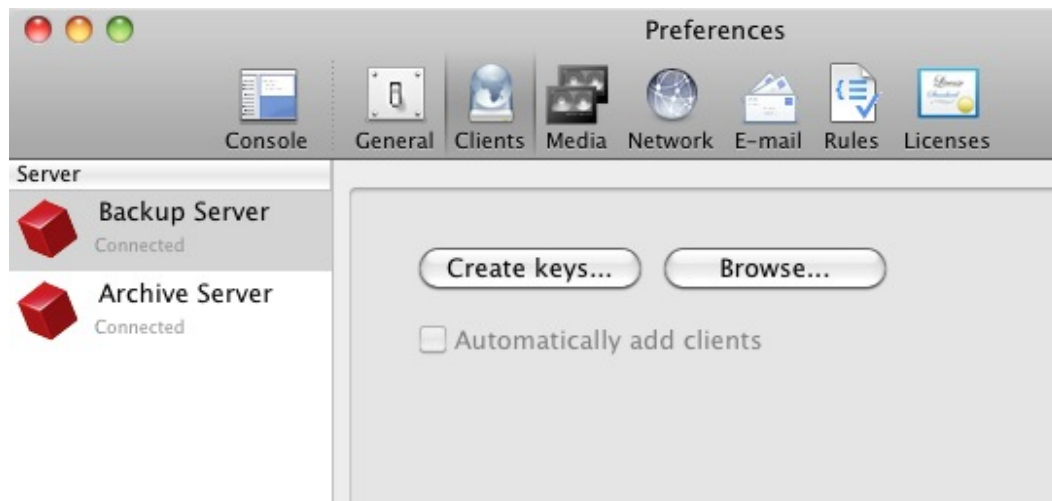 Preferences
Console General Clients Media Network E-mail Rules Licenses
Server
Backup Server
Connected
Archive Server
Connected
Create keys... Browse...
Automatically add clients